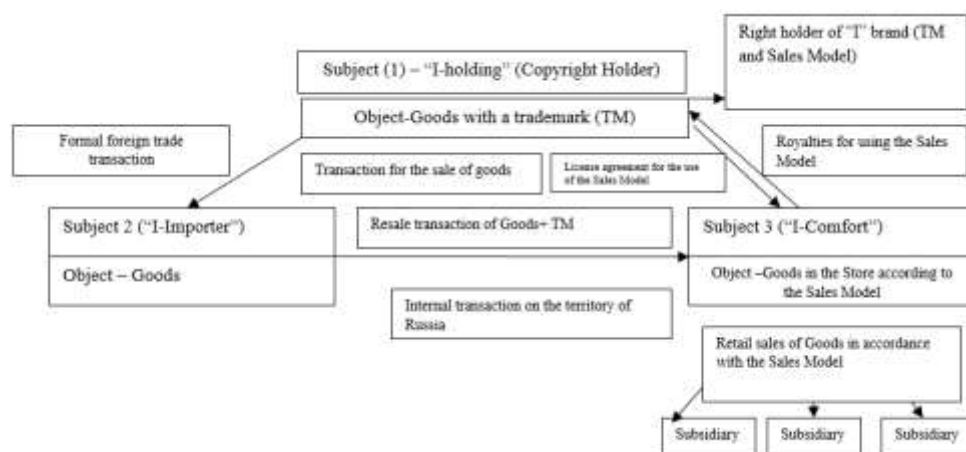 Right holder of "I" brand (TM
and Sales Model)
Subject (1) – "I-holding" (Copyright Holder)
Object-Goods with a trademark (TM)
Formal foreign trade
transaction
Transaction for the sale of goods
License agreement for the use
of the Sales Model
Royalties for using the Sales
Model
Subject 2 ("I-Importer")
Object – Goods
Resale transaction of Goods+ TM
Subject 3 ("I-Comfort")
Object –Goods in the Store according to
the Sales Model
Internal transaction on the territory of
Russia
Retail sales of Goods in accordance
with the Sales Model
Subsidiary
Subsidiary
Subsidiary